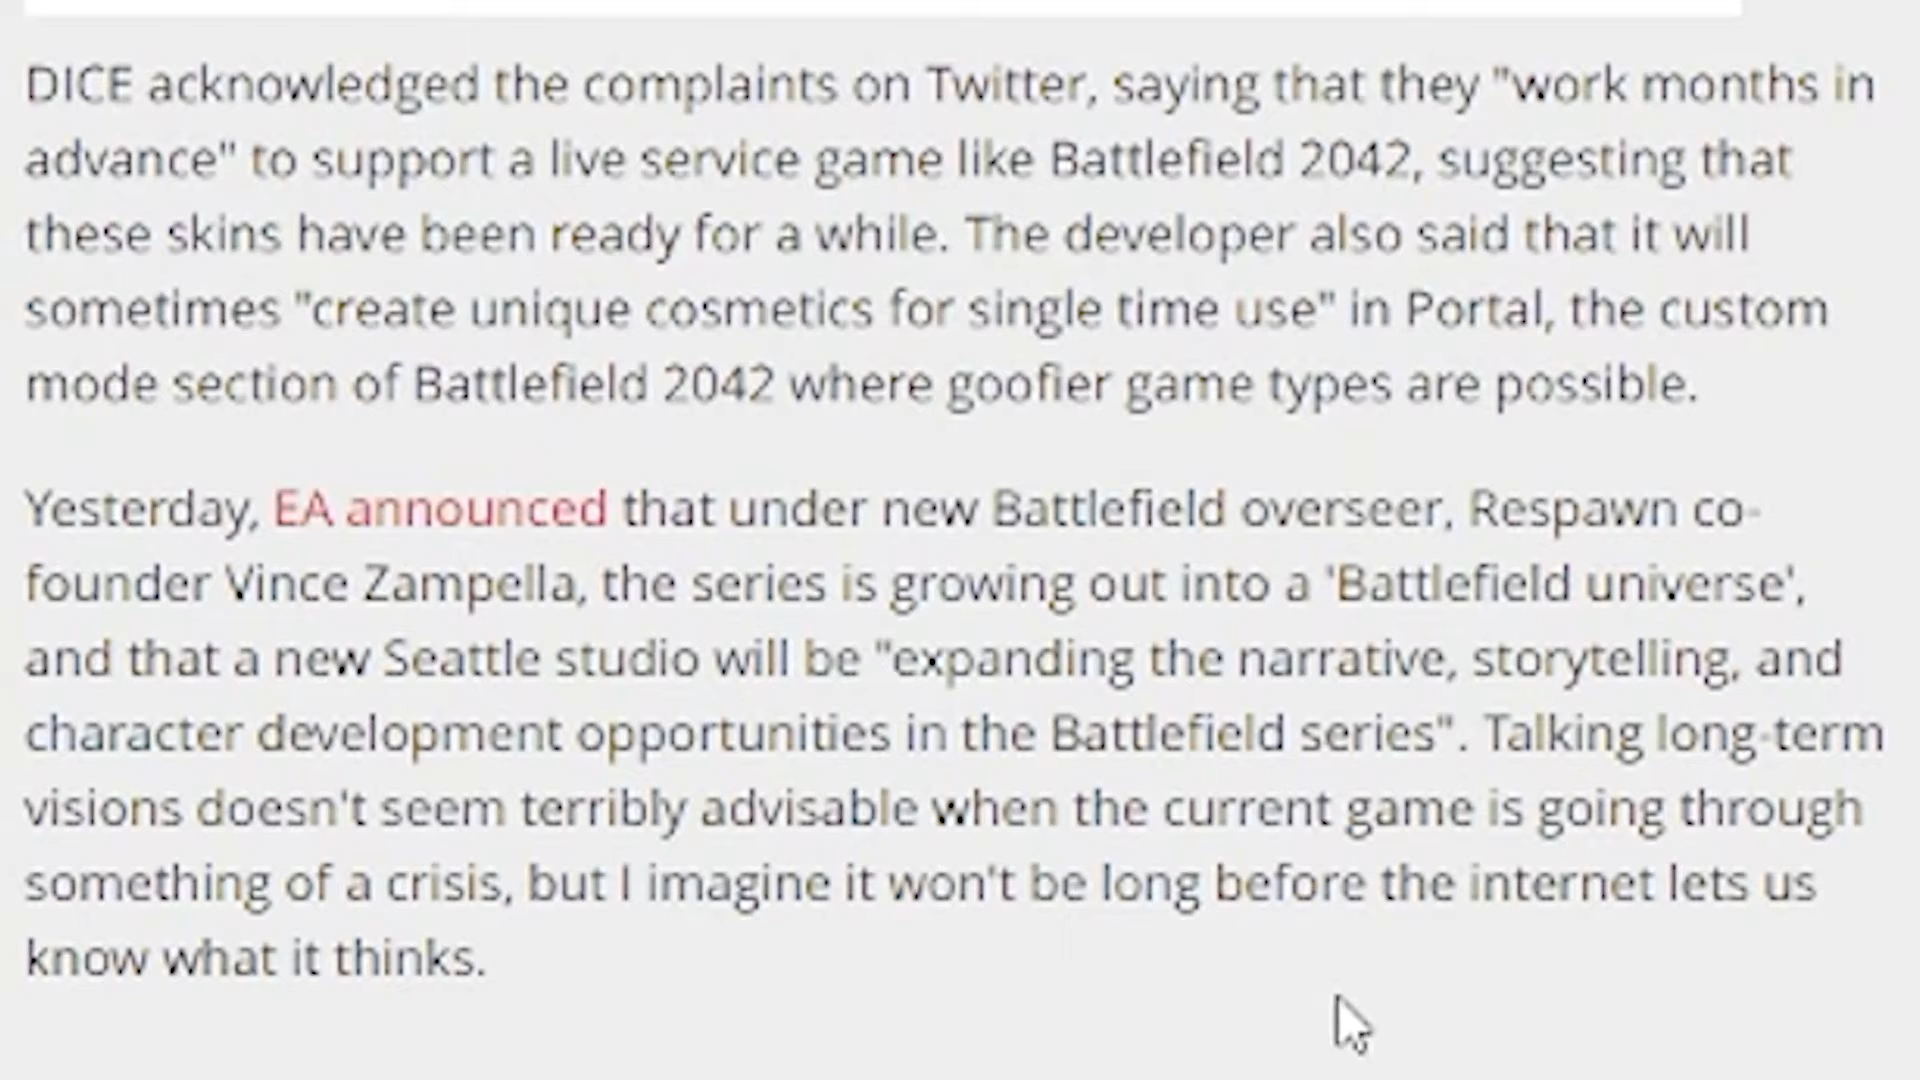 DICE acknowledged the complaints on Twitter, saying that they "work months in
advance" to support a live service game like Battlefield 2042, suggesting that
these skins have been ready for a while. The developer also said that it will
sometimes "create unique cosmetics for single time use" in Portal, the custom
mode section of Battlefield 2042 where goofier game types are possible.
Yesterday, EA announced that under new Battlefield overseer, Respawn co-
founder Vince Zampella, the series is growing out into a 'Battlefield universe',
and that a new Seattle studio will be "expanding the narrative, storytelling, and
character development opportunities in the Battlefield series". Talking long-term
visions doesn't seem terribly advisable when the current game is going through
something of a crisis, but I imagine it won't be long before the internet lets us
know what it thinks.